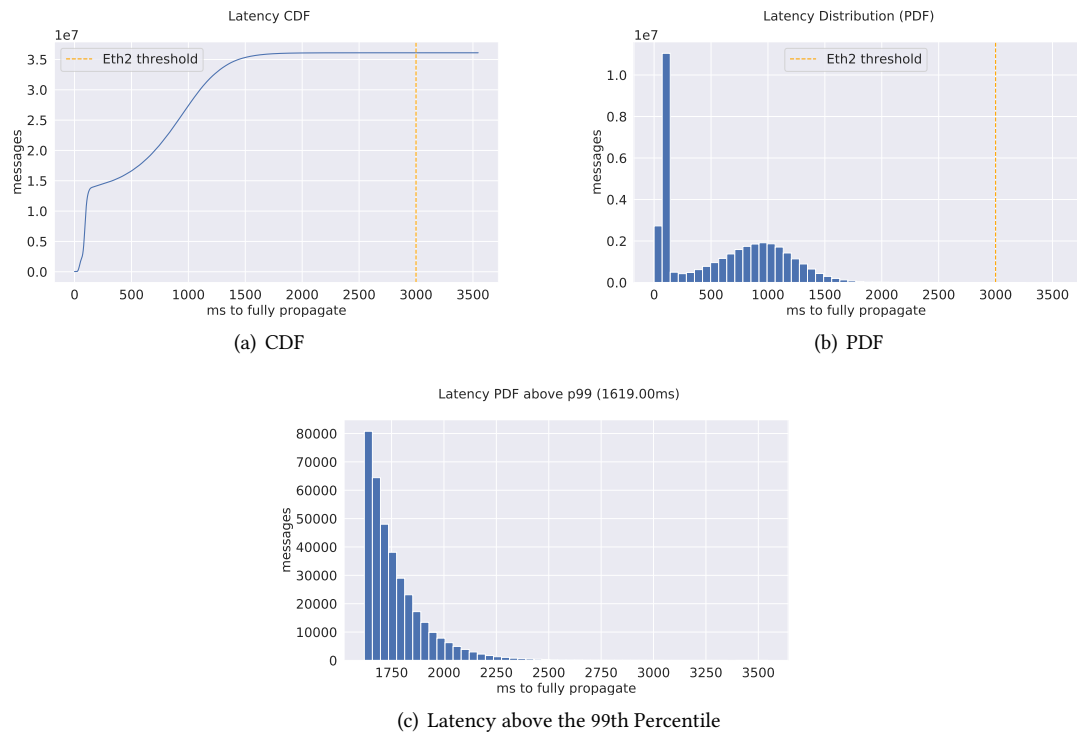 Latency CDF
1e7
Eth2 threshold
3.5
3.0
2.5
2.0
1.5
1.0
0.5
0.0
messages
0 500 1000 1500 2000 2500 3000 3500
ms to fully propagate
(a) CDF
Latency Distribution (PDF)
1e7
Eth2 threshold
1.0
0.8
0.6
0.4
0.2
0.0
messages
0 500 1000 1500 2000 2500 3000 3500
ms to fully propagate
(b) PDF
Latency PDF above p99 (1619.00ms)
80000
70000
60000
50000
40000
30000
20000
10000
0
messages
1750 2000 2250 2500 2750 3000 3250 3500
ms to fully propagate
(c) Latency above the 99th Percentile